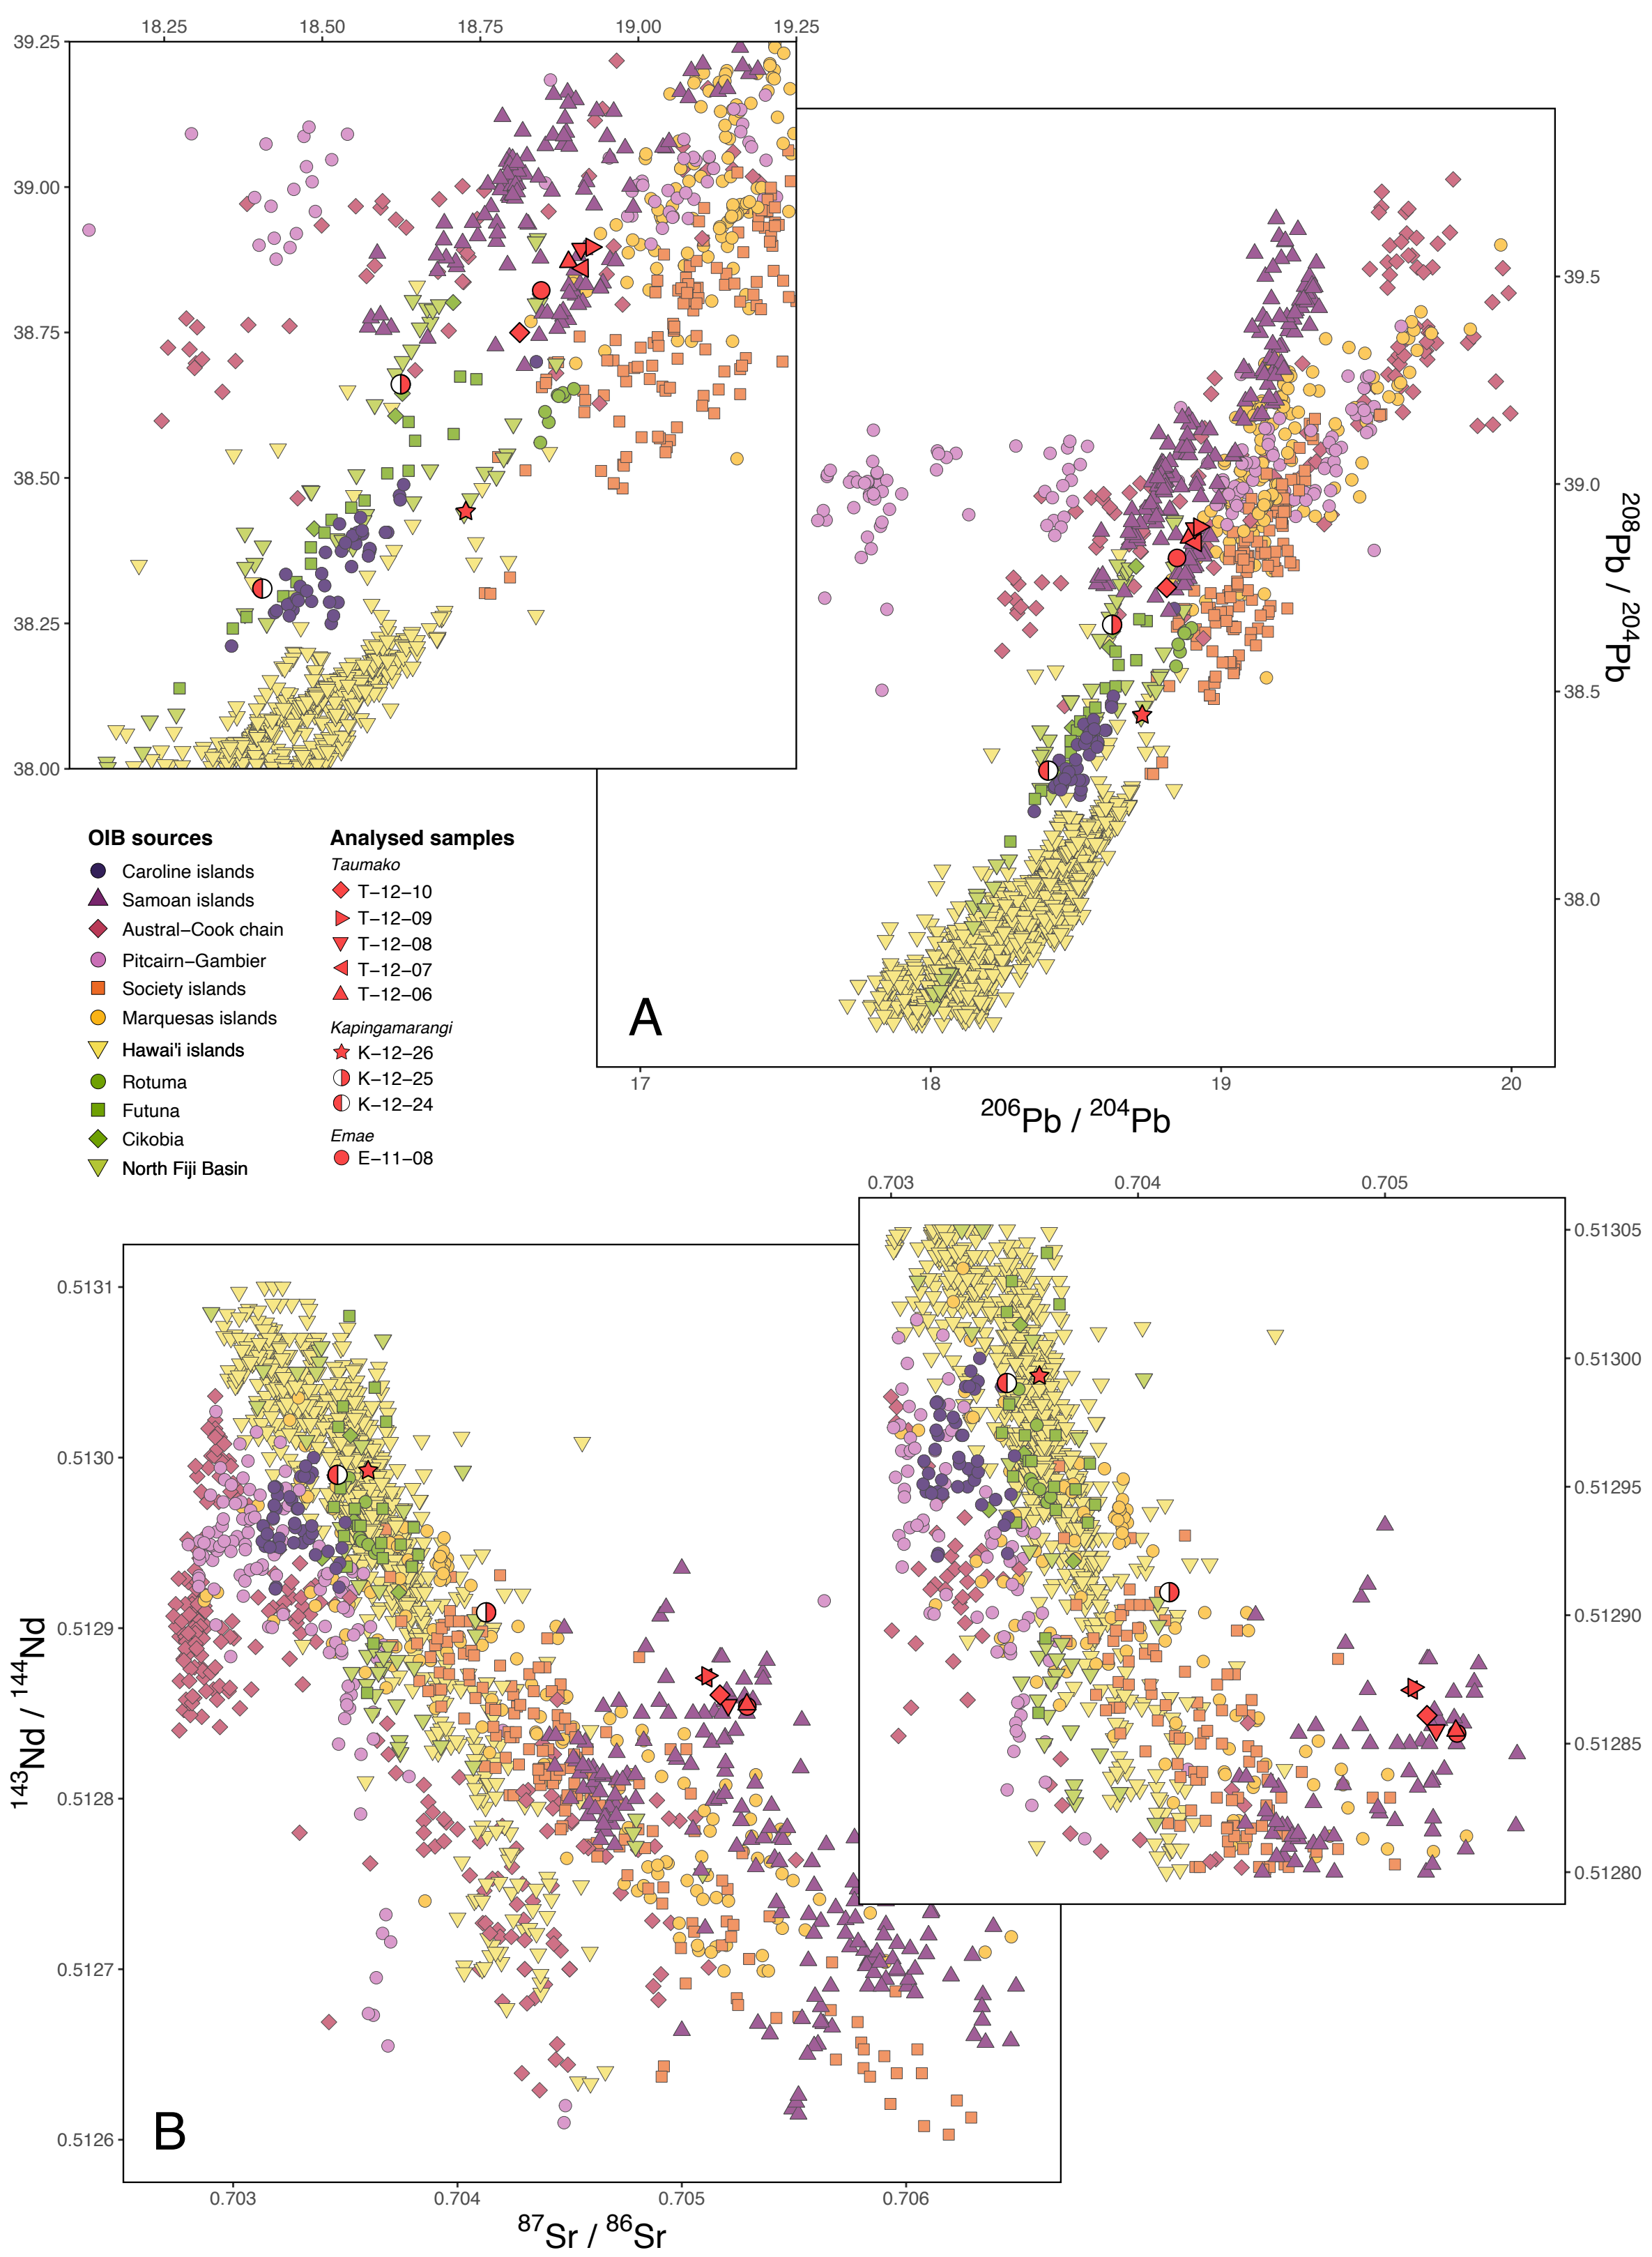 18.25 18.50 18.75 19.00 19.25
39.25
39.00
38.75
38.50
38.25
38.00
39.5
39.0
38.5
38.0
208Pb / 204Pb
A
17 18 19 20
206Pb / 204Pb
OIB sources
Caroline islands
Samoan islands
Austral–Cook chain
Pitcairn–Gambier
Society islands
Marquesas islands
Hawai'i islands
Rotuma
Futuna
Cikobia
North Fiji Basin
Analysed samples
Taumako
T–12–10
T–12–09
T–12–08
T–12–07
T–12–06
Kapingamarangi
K–12–26
K–12–25
K–12–24
Emae
E–11–08
0.703 0.704 0.705
0.51305
0.51300
0.51295
0.51290
0.51285
0.51280
0.5131
0.5130
0.5129
0.5128
0.5127
0.5126
143Nd / 144Nd
B
0.703 0.704 0.705 0.706
87Sr / 86Sr